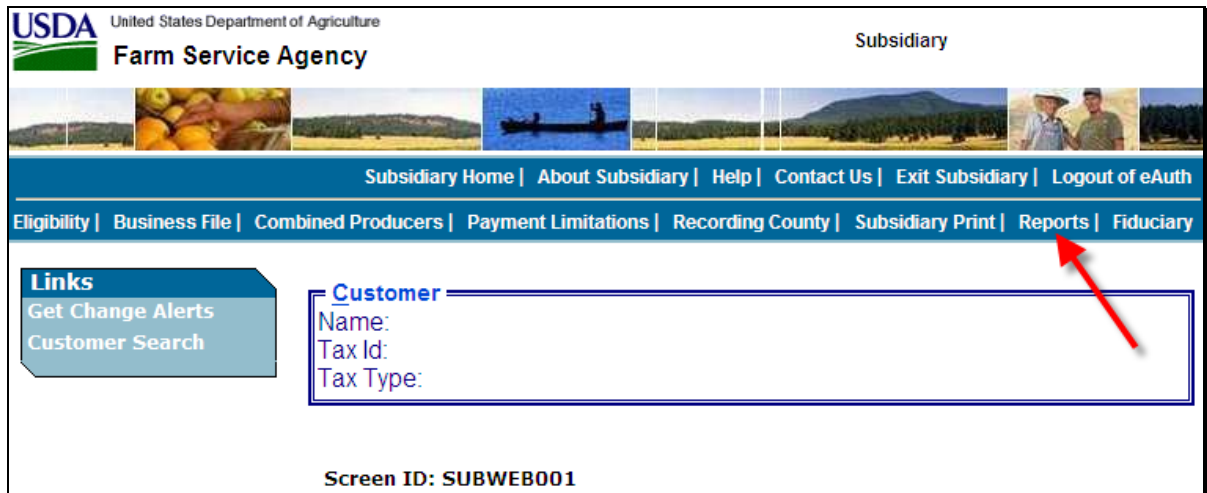 USDA United States Department of Agriculture
Farm Service Agency
Subsidiary
Subsidiary Home | About Subsidiary | Help | Contact Us | Exit Subsidiary | Logout of eAuth
Eligibility | Business File | Combined Producers | Payment Limitations | Recording County | Subsidiary Print | Reports | Fiduciary
Links
Get Change Alerts
Customer Search
Customer
Name:
Tax Id:
Tax Type:
Screen ID: SUBWEB001